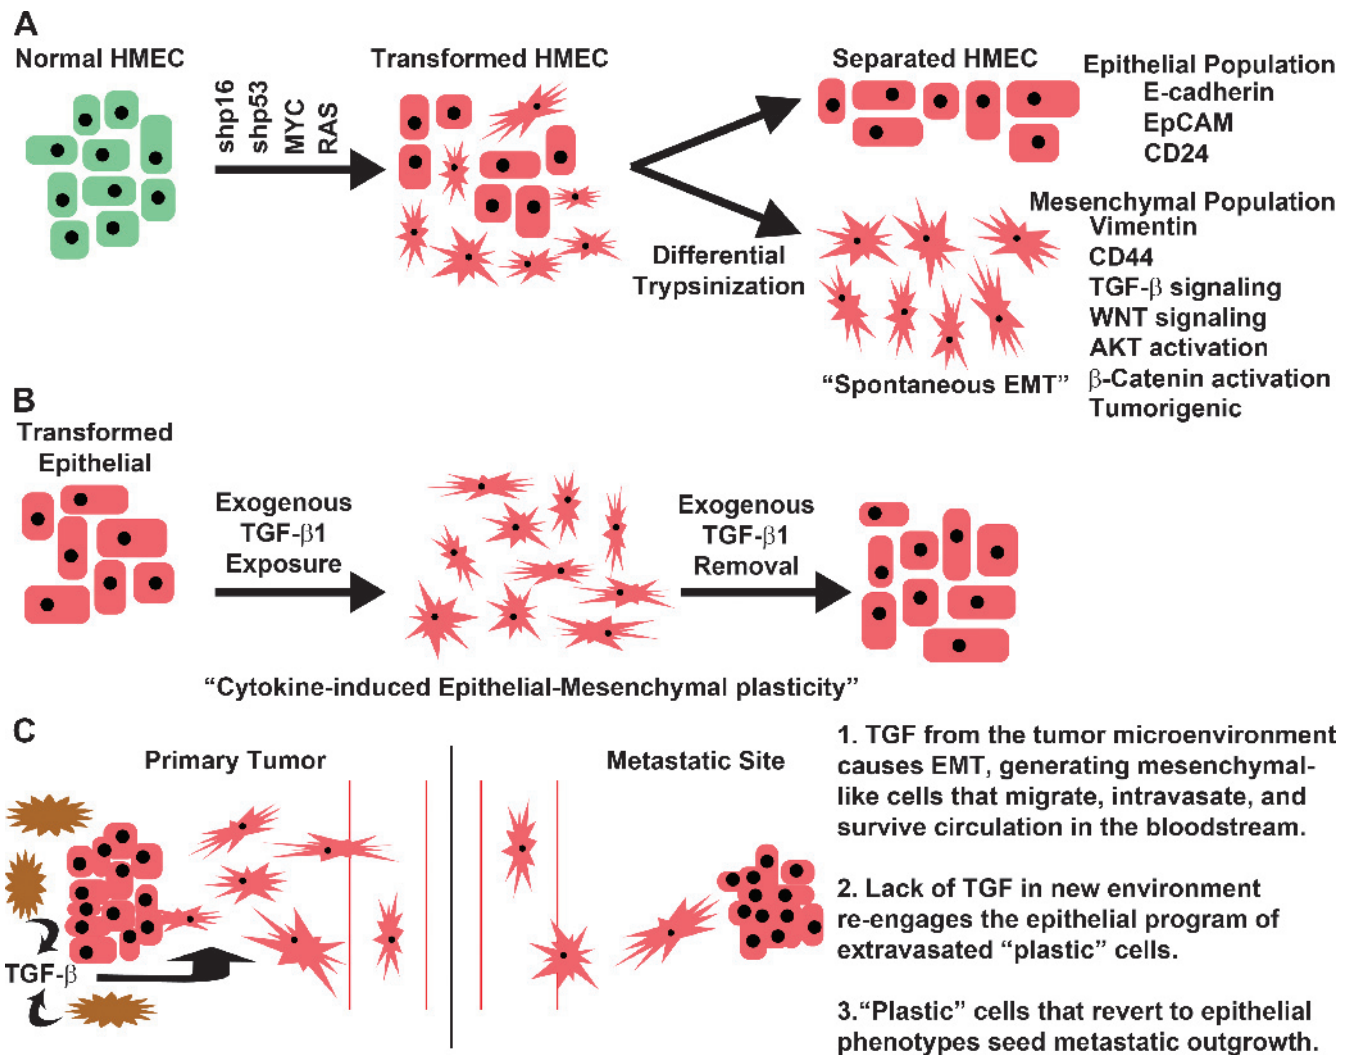 A
Normal HMEC
shp16
shp53
MYC
RAS
Transformed HMEC
Differential
Trypsinization
Separated HMEC
Epithelial Population
E-cadherin
EpCAM
CD24
Mesenchymal Population
Vimentin
CD44
TGF-β signaling
WNT signaling
AKT activation
β-Catenin activation
Tumorigenic
“Spontaneous EMT”
B
Transformed
Epithelial
Exogenous
TGF-β1
Exposure
Exogenous
TGF-β1
Removal
“Cytokine-induced Epithelial-Mesenchymal plasticity”
C
Primary Tumor
TGF-β
Metastatic Site
1. TGF from the tumor microenvironment
causes EMT, generating mesenchymal-
like cells that migrate, intravasate, and
survive circulation in the bloodstream.
2. Lack of TGF in new environment
re-engages the epithelial program of
extravasated “plastic” cells.
3.“Plastic” cells that revert to epithelial
phenotypes seed metastatic outgrowth.